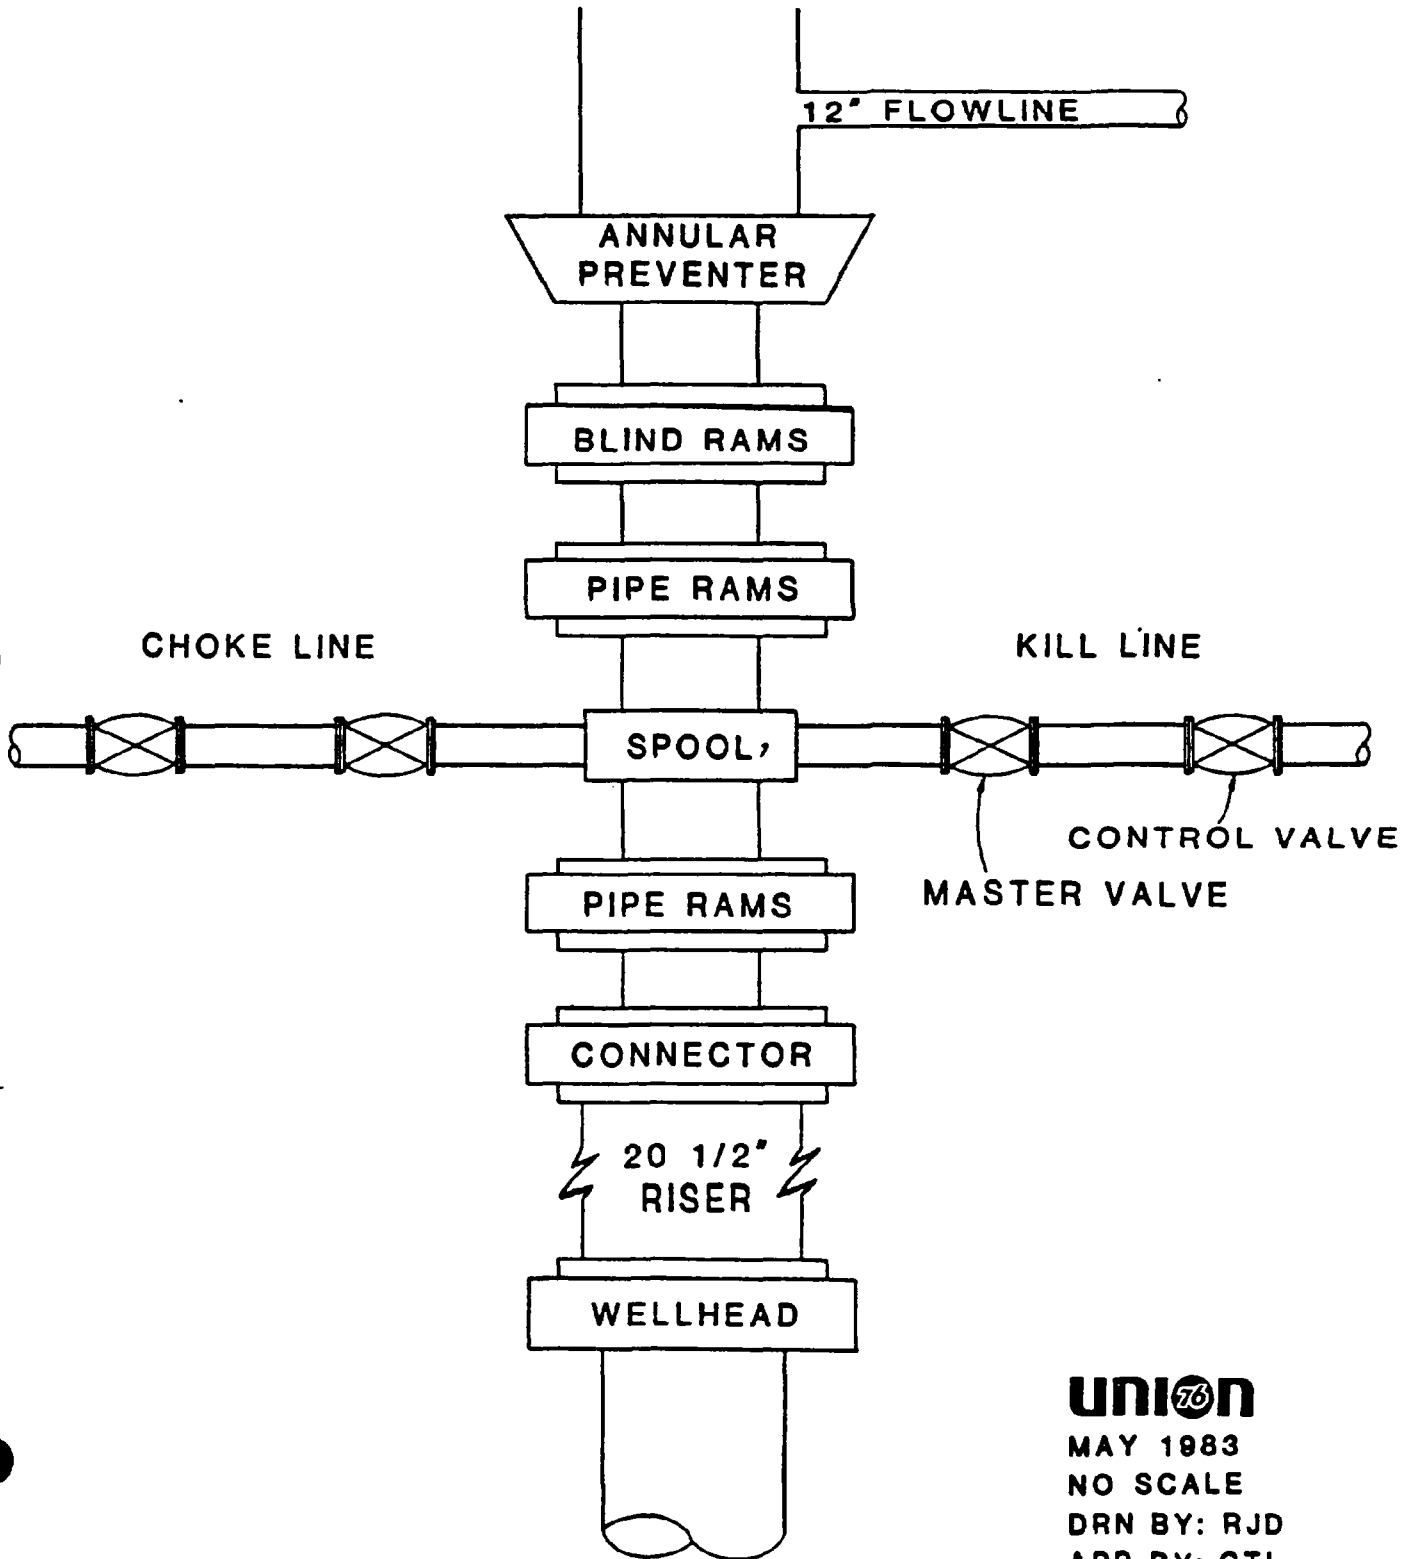 12" FLOWLINE
ANNULAR
PREVENTER
BLIND RAMS
PIPE RAMS
CHOKE LINE
KILL LINE
SPOOL,
CONTROL VALVE
MASTER VALVE
PIPE RAMS
CONNECTOR
20 1/2"
RISER
WELLHEAD
union 76
MAY 1983
NO SCALE
DRN BY: RJD